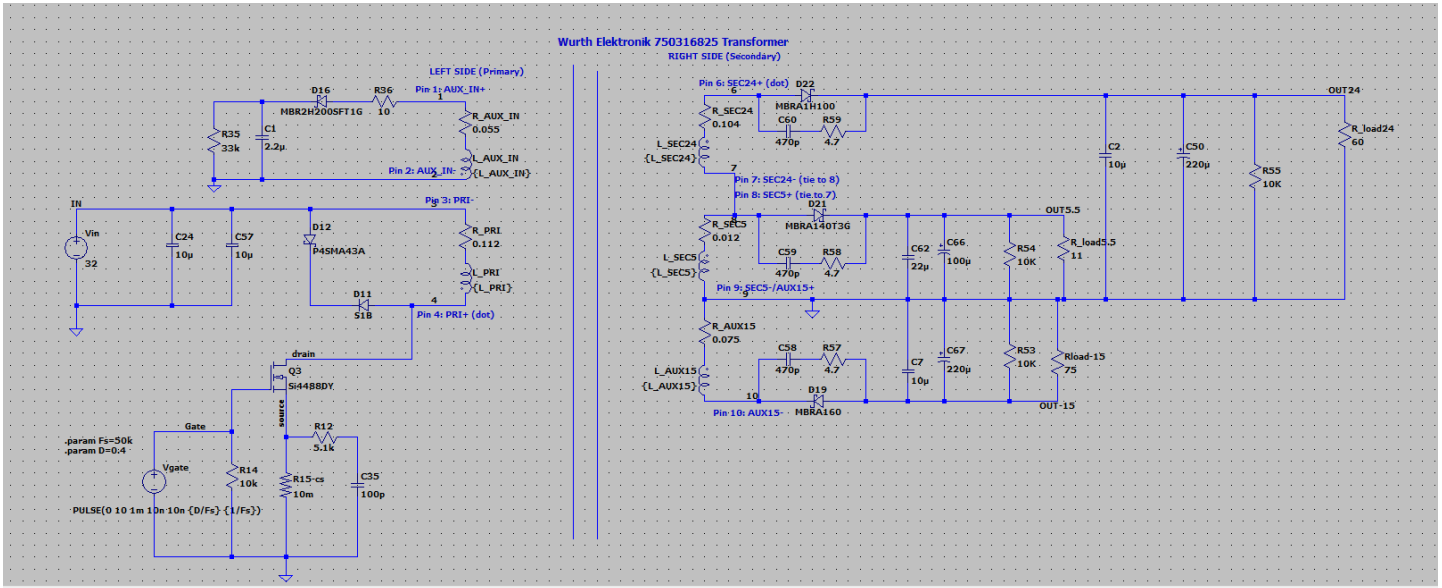 Wurth Elektronik 750316825 Transformer
RIGHT SIDE (Secondary)
LEFT SIDE (Primary)
Pin 1: AUX_IN+
1
D16
MBR2H200SFT1G
R36
10
R_AUX_IN
0.055
R35
33k
C1
2.2µ
L_AUX_IN
{L_AUX_IN}
Pin 2: AUX_IN-
2
Pin 3: PRI-
3
IN
Vin
32
C24
10µ
C57
10µ
D12
P4SMA43A
R_PRI
0.112
L_PRI
{L_PRI}
D11
S1B
4
Pin 4: PRI+ (dot)
drain
Q3
Si4488DY
source
Gate
.param Fs=50k
.param D=0.4
Vgate
PULSE(0 10 1m 10n 10n {D/Fs} {1/Fs})
R14
10k
R12
5.1k
R15-cs
10m
C35
100p
Pin 6: SEC24+ (dot)
6
D22
MBRA1H100
R_SEC24
0.104
C60
470p
R59
4.7
L_SEC24
{L_SEC24}
7
Pin 7: SEC24- (tie to 8)
Pin 8: SEC5+ (tie to 7)
8
D21
MBRA140T3G
R_SEC5
0.012
C59
470p
R58
4.7
L_SEC5
{L_SEC5}
Pin 9: SEC5-/AUX15+
9
C62
22µ
C66
100µ
R54
10K
OUT5.5
R_load5.5
11
C2
10µ
C50
220µ
R55
10K
OUT24
R_load24
60
R_AUX15
0.075
C58
470p
R57
4.7
L_AUX15
{L_AUX15}
D19
MBRA160
10
Pin 10: AUX15-
C7
10µ
C67
220µ
R53
10K
Rload-15
75
OUT-15